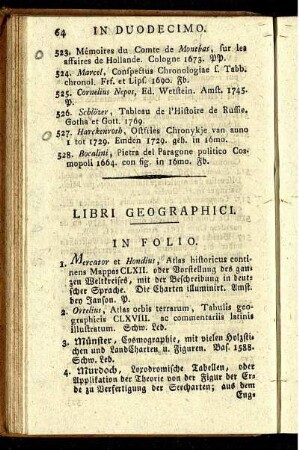 64 IN DUODECIMO.
523. Mémoires du Comte de Montbas, sur les
affaires de Hollande. Cologne 1673. PP.
524. Marcel, Conspectus Chronologiae s. Tabb.
chronol. Frf. et Lips. 1690. Fb.
525. Cornelius Nepos, Ed. Wetstein. Amst. 1745.
P.
526. Schlözer, Tableau de l'Histoire de Russie.
Gotha et Gott. 1769.
527. Harckenroth, Oostfries Chronykje van anno
1 tot 1729. Emden 1729. geh. in 16mo.
528. Bocalini, Pietra del Paragone politico Cos-
mopoli 1664. con fig. in 16mo. Fb.
LIBRI GEOGRAPHICI.
IN FOLIO.
1. Mercator et Hondius, Atlas historicus conti-
nens Mappas CLXII. oder Vorstellung des gan-
zen Weltkreises, mit der Beschreibung in deut-
scher Sprache. Die Charten illuminirt. Amst.
bey Janson. P.
2. Ortelius, Atlas orbis terrarum, Tabulis geo-
graphicis CLXVIII. ac commentariis latinis
illustratum. Schw. Led.
3. Münster, Cosmographie, mit vielen Holzsti-
chen und LandCharten u. Figuren. Bas. 1588.
Schw. Led.
4. Murdoch, Loxodromische Tabellen, oder
Applikation der Theorie von der Figur der Er-
de zu Verfertigung der Seecharten; aus dem
Eng-